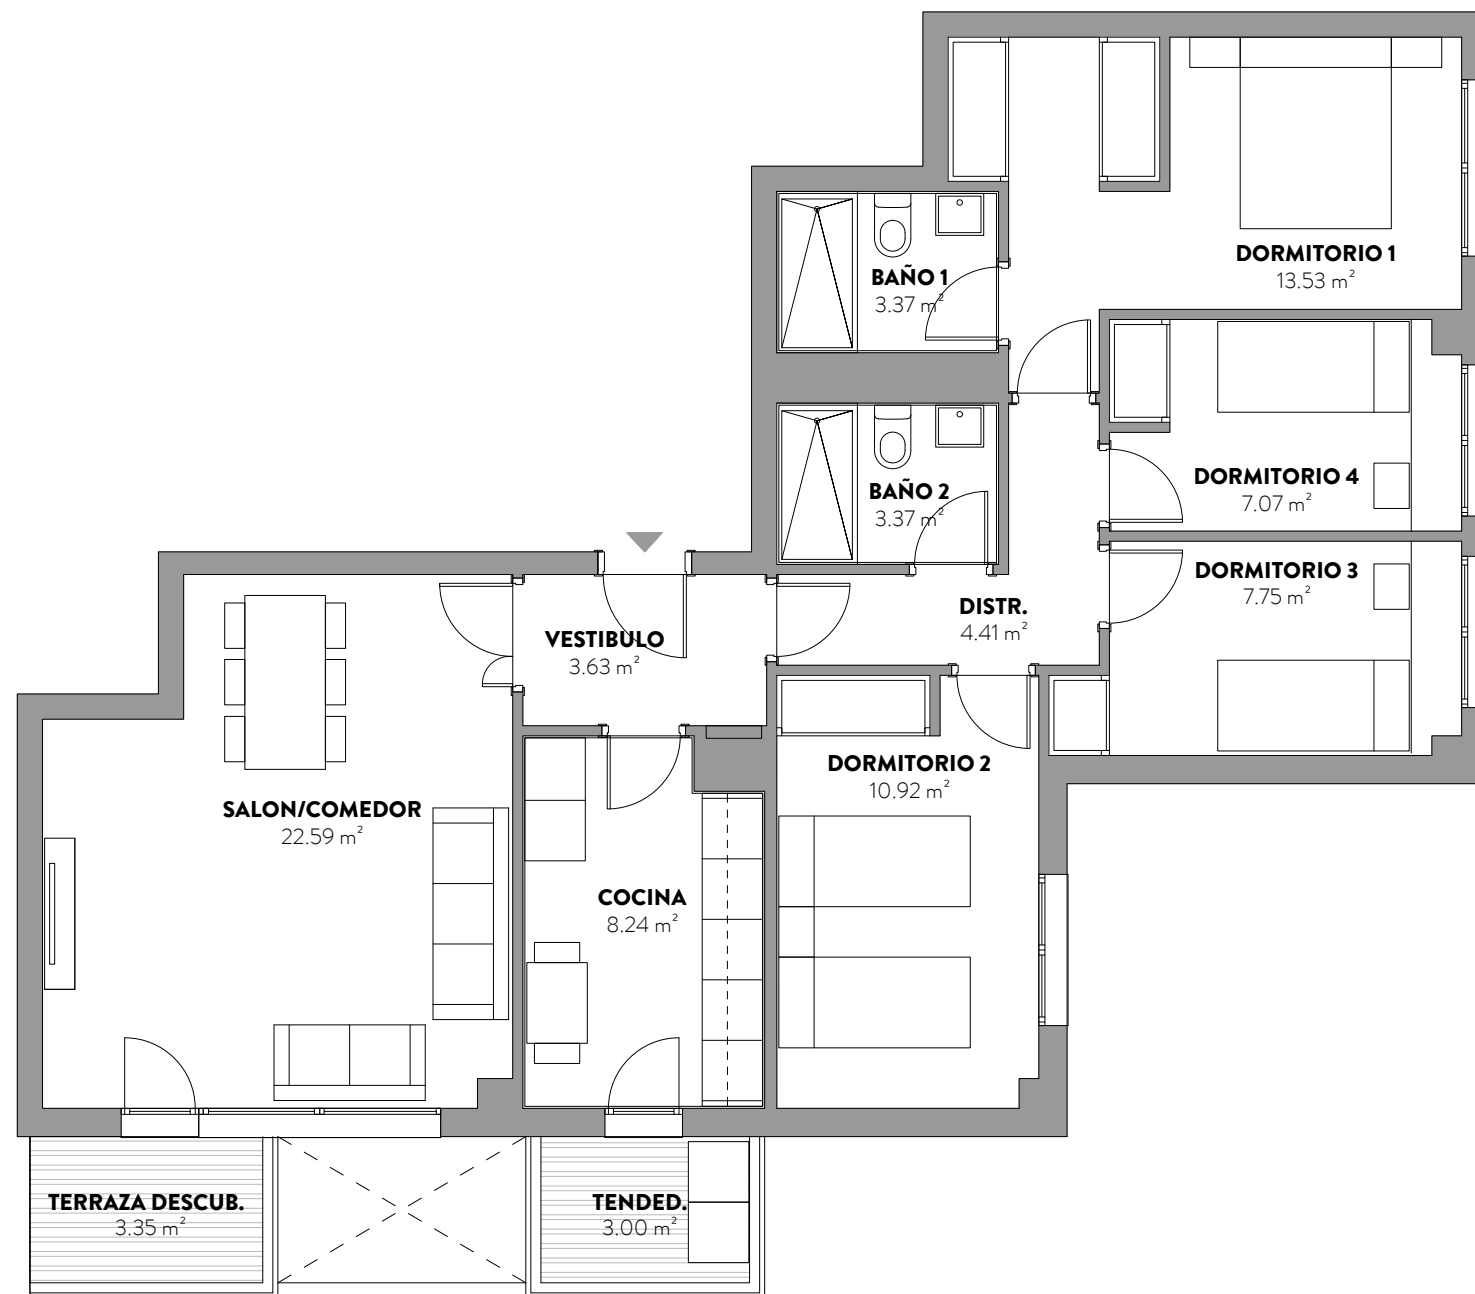 DORMITORIO 1
13.53 m²
BAÑO 1
3.37 m²
DORMITORIO 4
7.07 m²
BAÑO 2
3.37 m²
DORMITORIO 3
7.75 m²
DISTR.
4.41 m²
VESTIBULO
3.63 m²
DORMITORIO 2
10.92 m²
SALON/COMEDOR
22.59 m²
COCINA
8.24 m²
TERRAZA DESCUB.
3.35 m²
TENDED.
3.00 m²